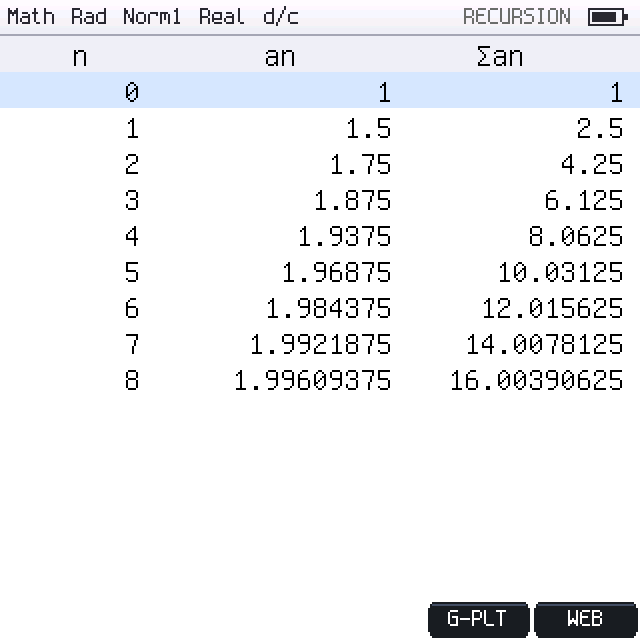 Math Rad Norm1 Real d/c RECURSION
n an Σan
0 1 1
1 1.5 2.5
2 1.75 4.25
3 1.875 6.125
4 1.9375 8.0625
5 1.96875 10.03125
6 1.984375 12.015625
7 1.9921875 14.0078125
8 1.99609375 16.00390625
G-PLT WEB